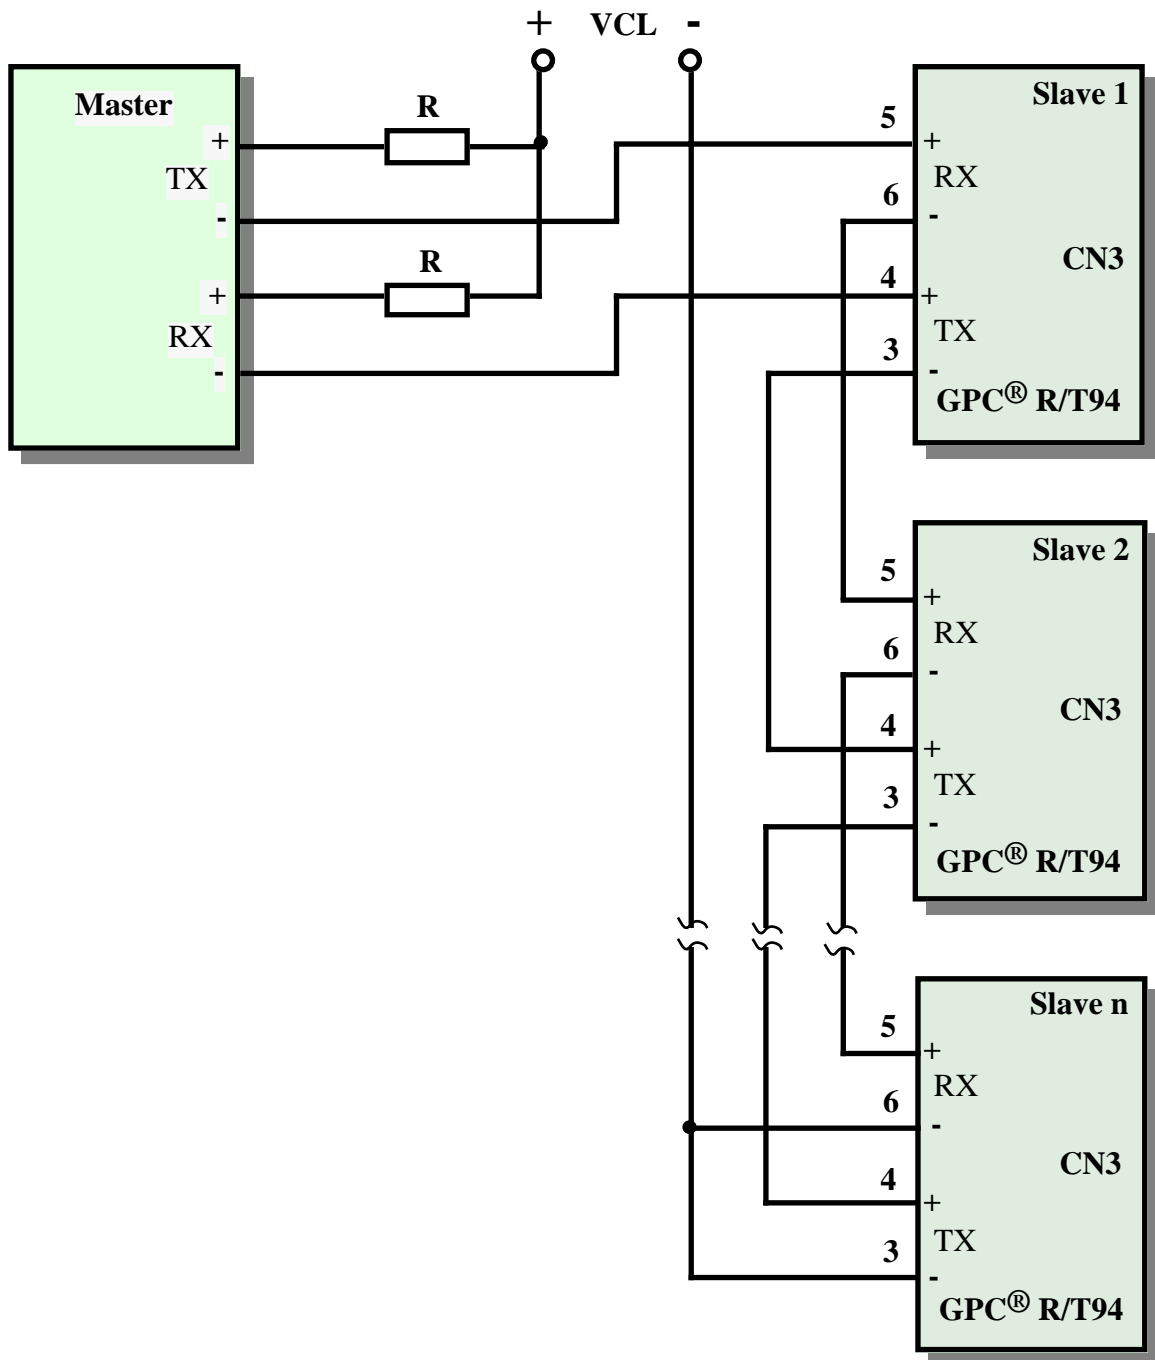 + VCL -
Master
R
+
TX
-
R
+
RX
-
Slave 1
5
+
RX
6
-
CN3
4
+
TX
3
-
GPC® R/T94
Slave 2
5
+
RX
6
-
CN3
4
+
TX
3
-
GPC® R/T94
Slave n
5
+
RX
6
-
CN3
4
+
TX
3
-
GPC® R/T94